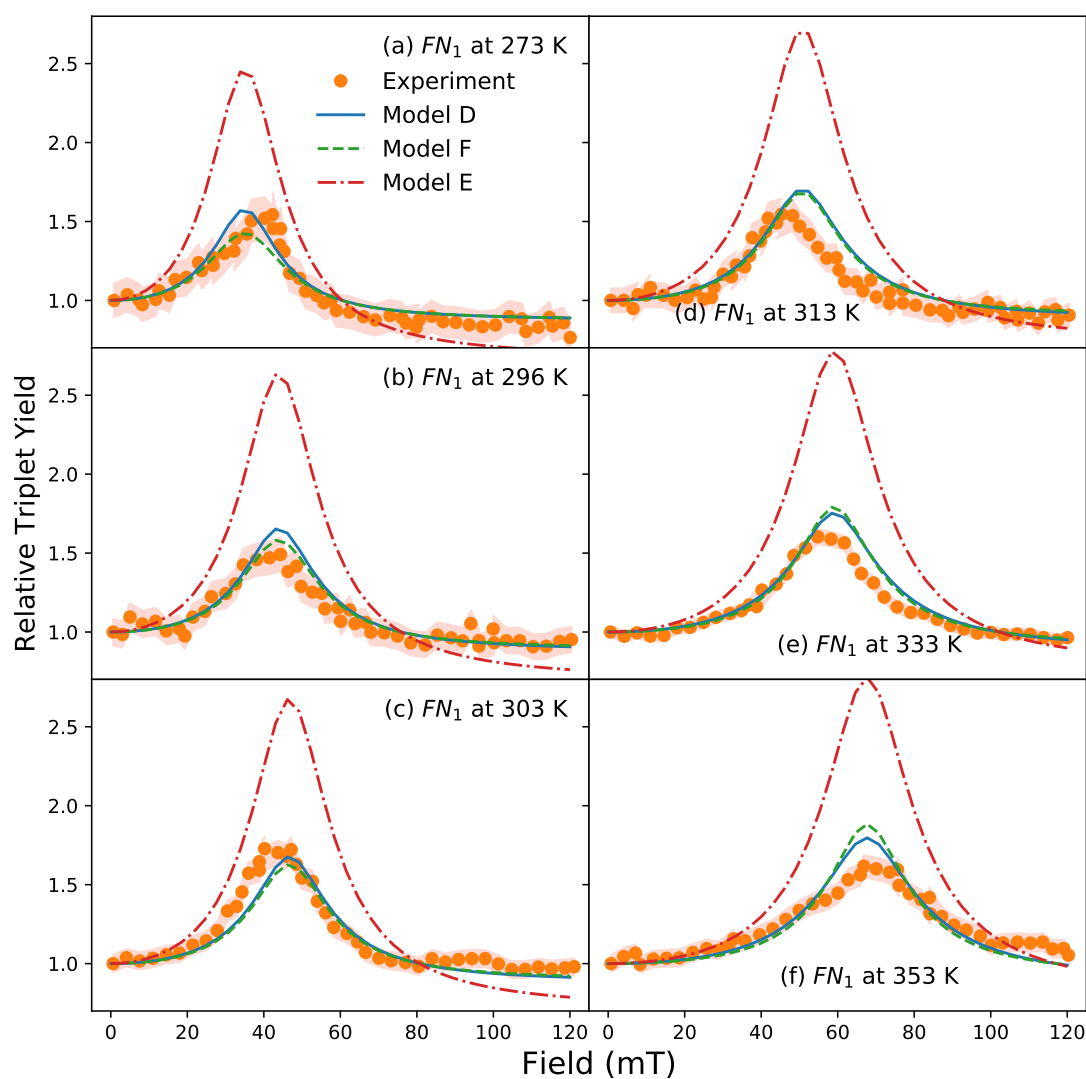 (a) FN₁ at 273 K
Experiment
Model D
Model F
Model E
2.5
2.0
1.5
1.0
(d) FN₁ at 313 K
(b) FN₁ at 296 K
2.5
2.0
1.5
1.0
(e) FN₁ at 333 K
(c) FN₁ at 303 K
2.5
2.0
1.5
1.0
(f) FN₁ at 353 K
Relative Triplet Yield
0 20 40 60 80 100 120 0 20 40 60 80 100 120
Field (mT)